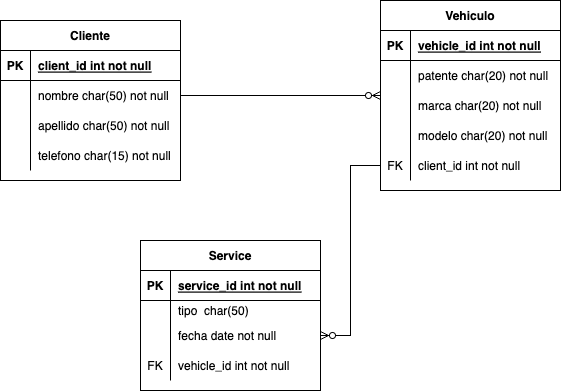 Cliente
PK client_id int not null
nombre char(50) not null
apellido char(50) not null
telefono char(15) not null
Vehiculo
PK vehicle_id int not null
patente char(20) not null
marca char(20) not null
modelo char(20) not null
FK client_id int not null
Service
PK service_id int not null
tipo char(50)
fecha date not null
FK vehicle_id int not null